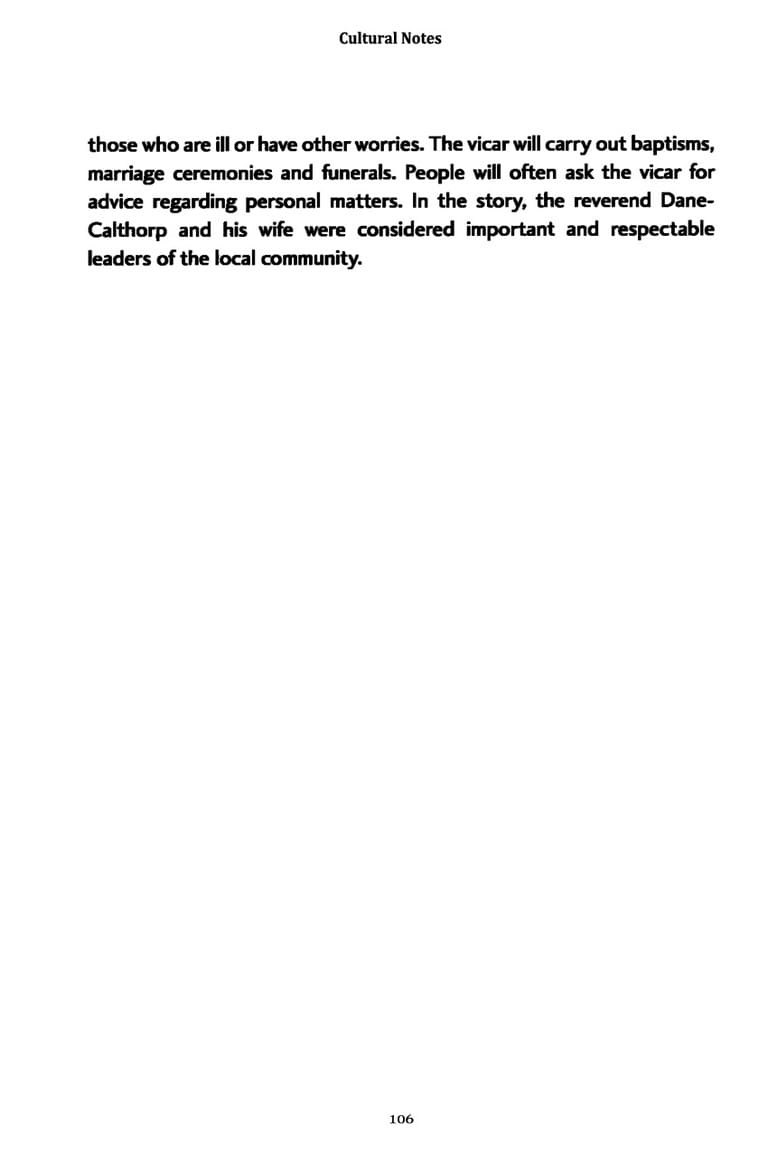 Cultural Notes
those who are ill or have other worries. The vicar will carry out baptisms,
marriage ceremonies and funerals. People will often ask the vicar for
advice regarding personal matters. In the story, the reverend Dane-
Calthorp and his wife were considered important and respectable
leaders of the local community.
106